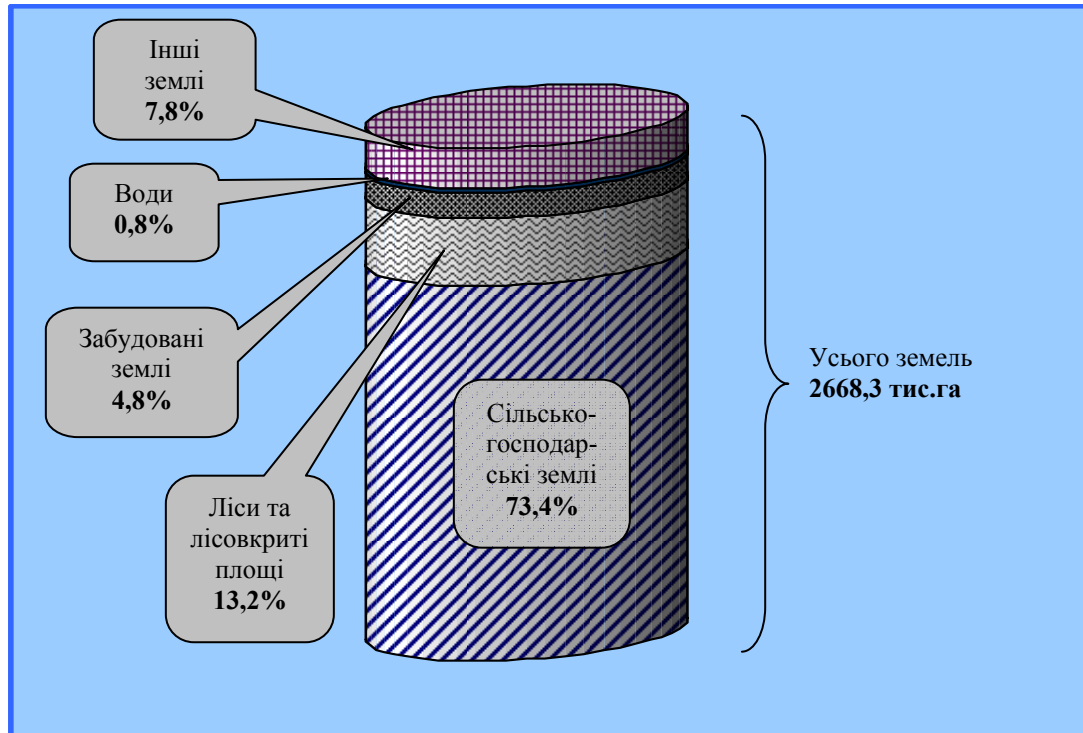 Інші
землі
7,8%
Води
0,8%
Забудовані
землі
4,8%
Ліси та
лісовкриті
площі
13,2%
Сільсько-
господар-
ські землі
73,4%
Усього земель
2668,3 тис.га